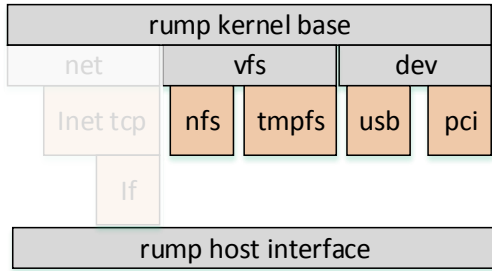 rump kernel base
net vfs dev
Inet tcp nfs tmpfs usb pci
If
rump host interface